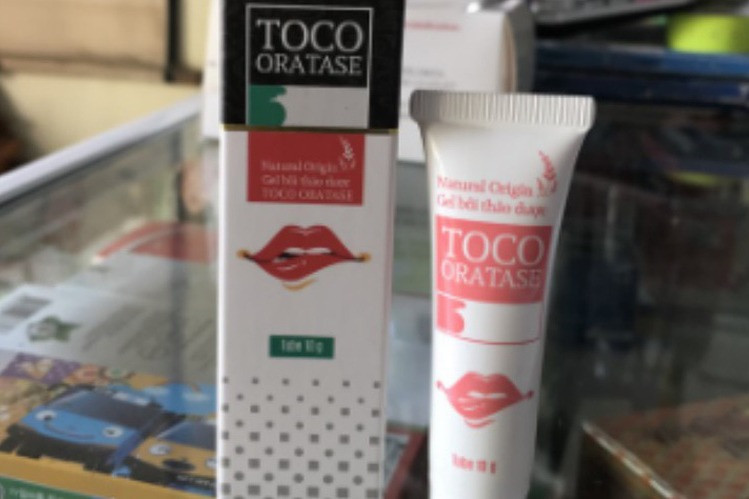 TOCO
ORATASE
Natural Origin
Gel bôi thảo dược
TOCO ORATASE
Tube 10 g
Natural Origin
Gel bôi thảo dược
TOCO
ORATASE
Tube 10 g